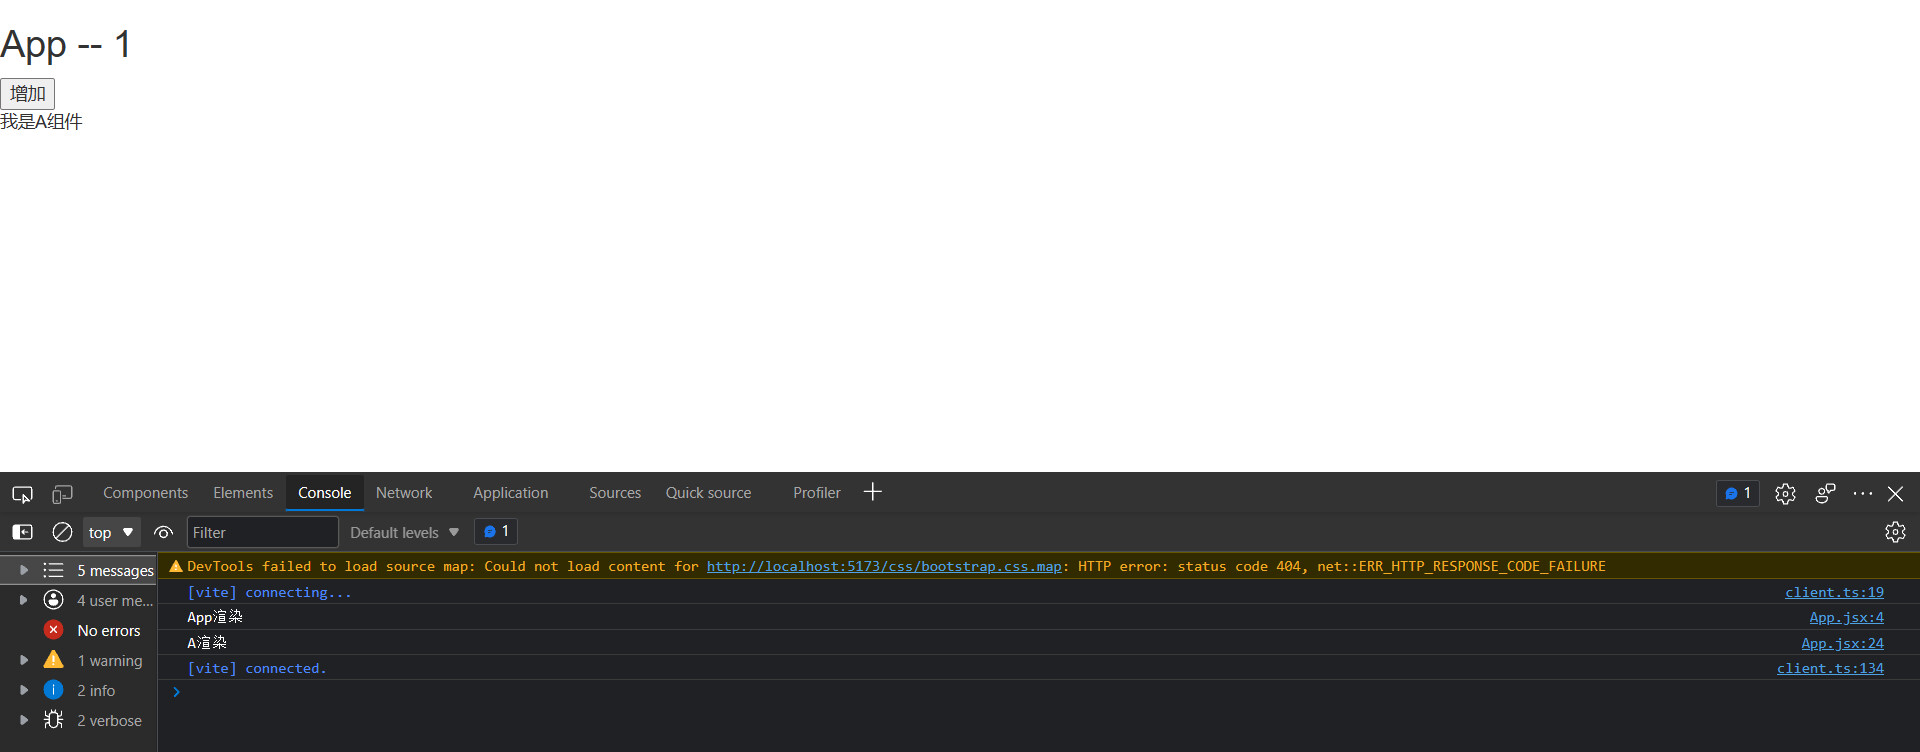 App -- 1
增加
我是A组件
Components Elements Console Network Application Sources Quick source Profiler 1
top Filter Default levels 1
5 messages
4 user me...
No errors
1 warning
2 info
2 verbose
DevTools failed to load source map: Could not load content for http://localhost:5173/css/bootstrap.css.map: HTTP error: status code 404, net::ERR_HTTP_RESPONSE_CODE_FAILURE
[vite] connecting... client.ts:19
App渲染 App.jsx:4
A渲染 App.jsx:24
[vite] connected. client.ts:134